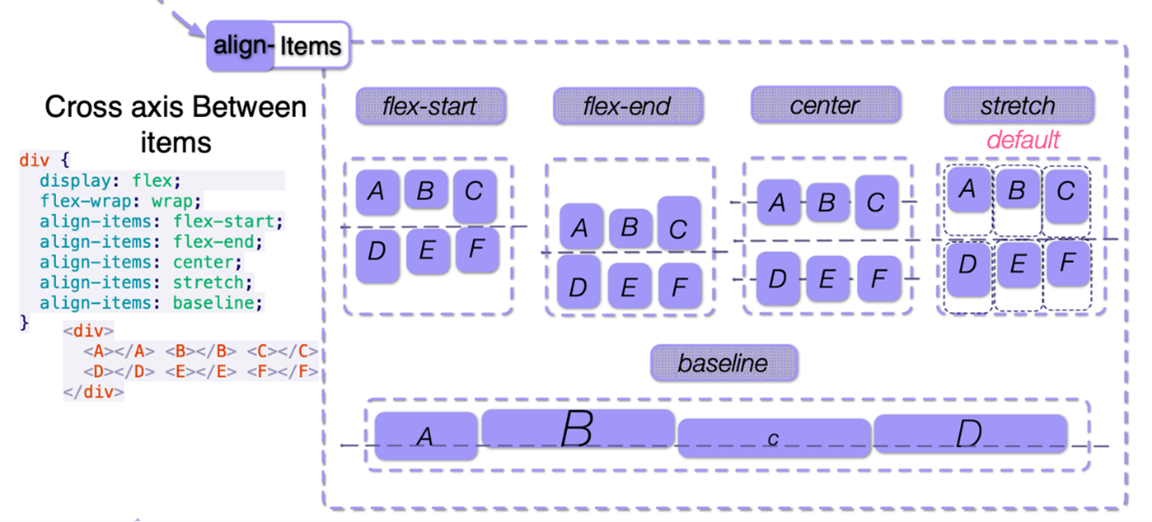 align- Items
Cross axis Between
items
div {
display: flex;
flex-wrap: wrap;
align-items: flex-start;
align-items: flex-end;
align-items: center;
align-items: stretch;
align-items: baseline;
}
<div>
<A></A> <B></B> <C></C>
<D></D> <E></E> <F></F>
</div>
flex-start
A B C
D E F
flex-end
A B C
D E F
center
A B C
D E F
stretch
default
A B C
D E F
baseline
A B c D